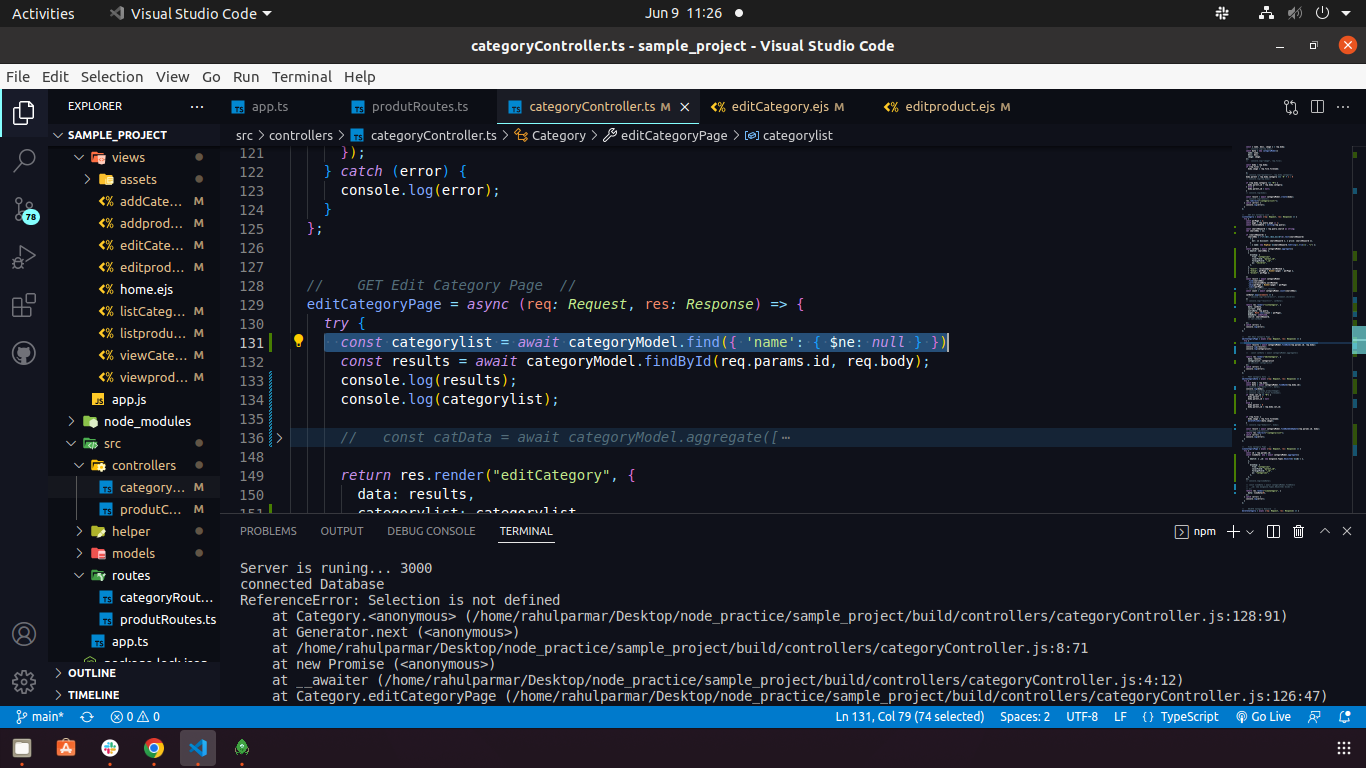 Activities Visual Studio Code Jun 9 11:26
categoryController.ts - sample_project - Visual Studio Code
File Edit Selection View Go Run Terminal Help
EXPLORER ···
app.ts produtRoutes.ts categoryController.ts M editCategory.ejs M editproduct.ejs M
SAMPLE_PROJECT
src > controllers > categoryController.ts > Category > editCategoryPage > categorylist
views
assets
addCate... M
addprod... M
editCate... M
editprod... M
home.ejs
listCateg... M
listprodu... M
viewCate... M
viewprod... M
app.js
node_modules
src
controllers
category... M
produtC... M
helper
models
routes
categoryRout...
produtRoutes.ts
app.ts
OUTLINE
TIMELINE
78
121 });
122 } catch (error) {
123 console.log(error);
124 }
125 };
126
127
128 // GET Edit Category Page //
129 editCategoryPage = async (req: Request, res: Response) => {
130 try {
131 const categorylist = await categoryModel.find({ 'name': { $ne: null } })
132 const results = await categoryModel.findById(req.params.id, req.body);
133 console.log(results);
134 console.log(categorylist);
135
136 // const catData = await categoryModel.aggregate([ ···
148
149 return res.render("editCategory", {
150 data: results,
151 categorylist: categorylist
PROBLEMS OUTPUT DEBUG CONSOLE TERMINAL npm
Server is runing... 3000
connected Database
ReferenceError: Selection is not defined
at Category.<anonymous> (/home/rahulparmar/Desktop/node_practice/sample_project/build/controllers/categoryController.js:128:91)
at Generator.next (<anonymous>)
at /home/rahulparmar/Desktop/node_practice/sample_project/build/controllers/categoryController.js:8:71
at new Promise (<anonymous>)
at __awaiter (/home/rahulparmar/Desktop/node_practice/sample_project/build/controllers/categoryController.js:4:12)
at Category.editCategoryPage (/home/rahulparmar/Desktop/node_practice/sample_project/build/controllers/categoryController.js:126:47)
main* 0 0 Ln 131, Col 79 (74 selected) Spaces: 2 UTF-8 LF { } TypeScript Go Live